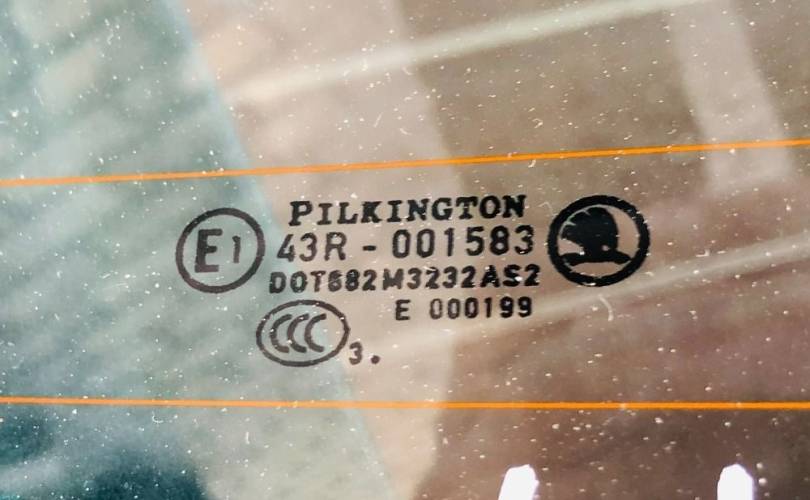 PILKINGTON
E1 43R - 001583
DOT682M3232AS2
E 000199
CCC 3.